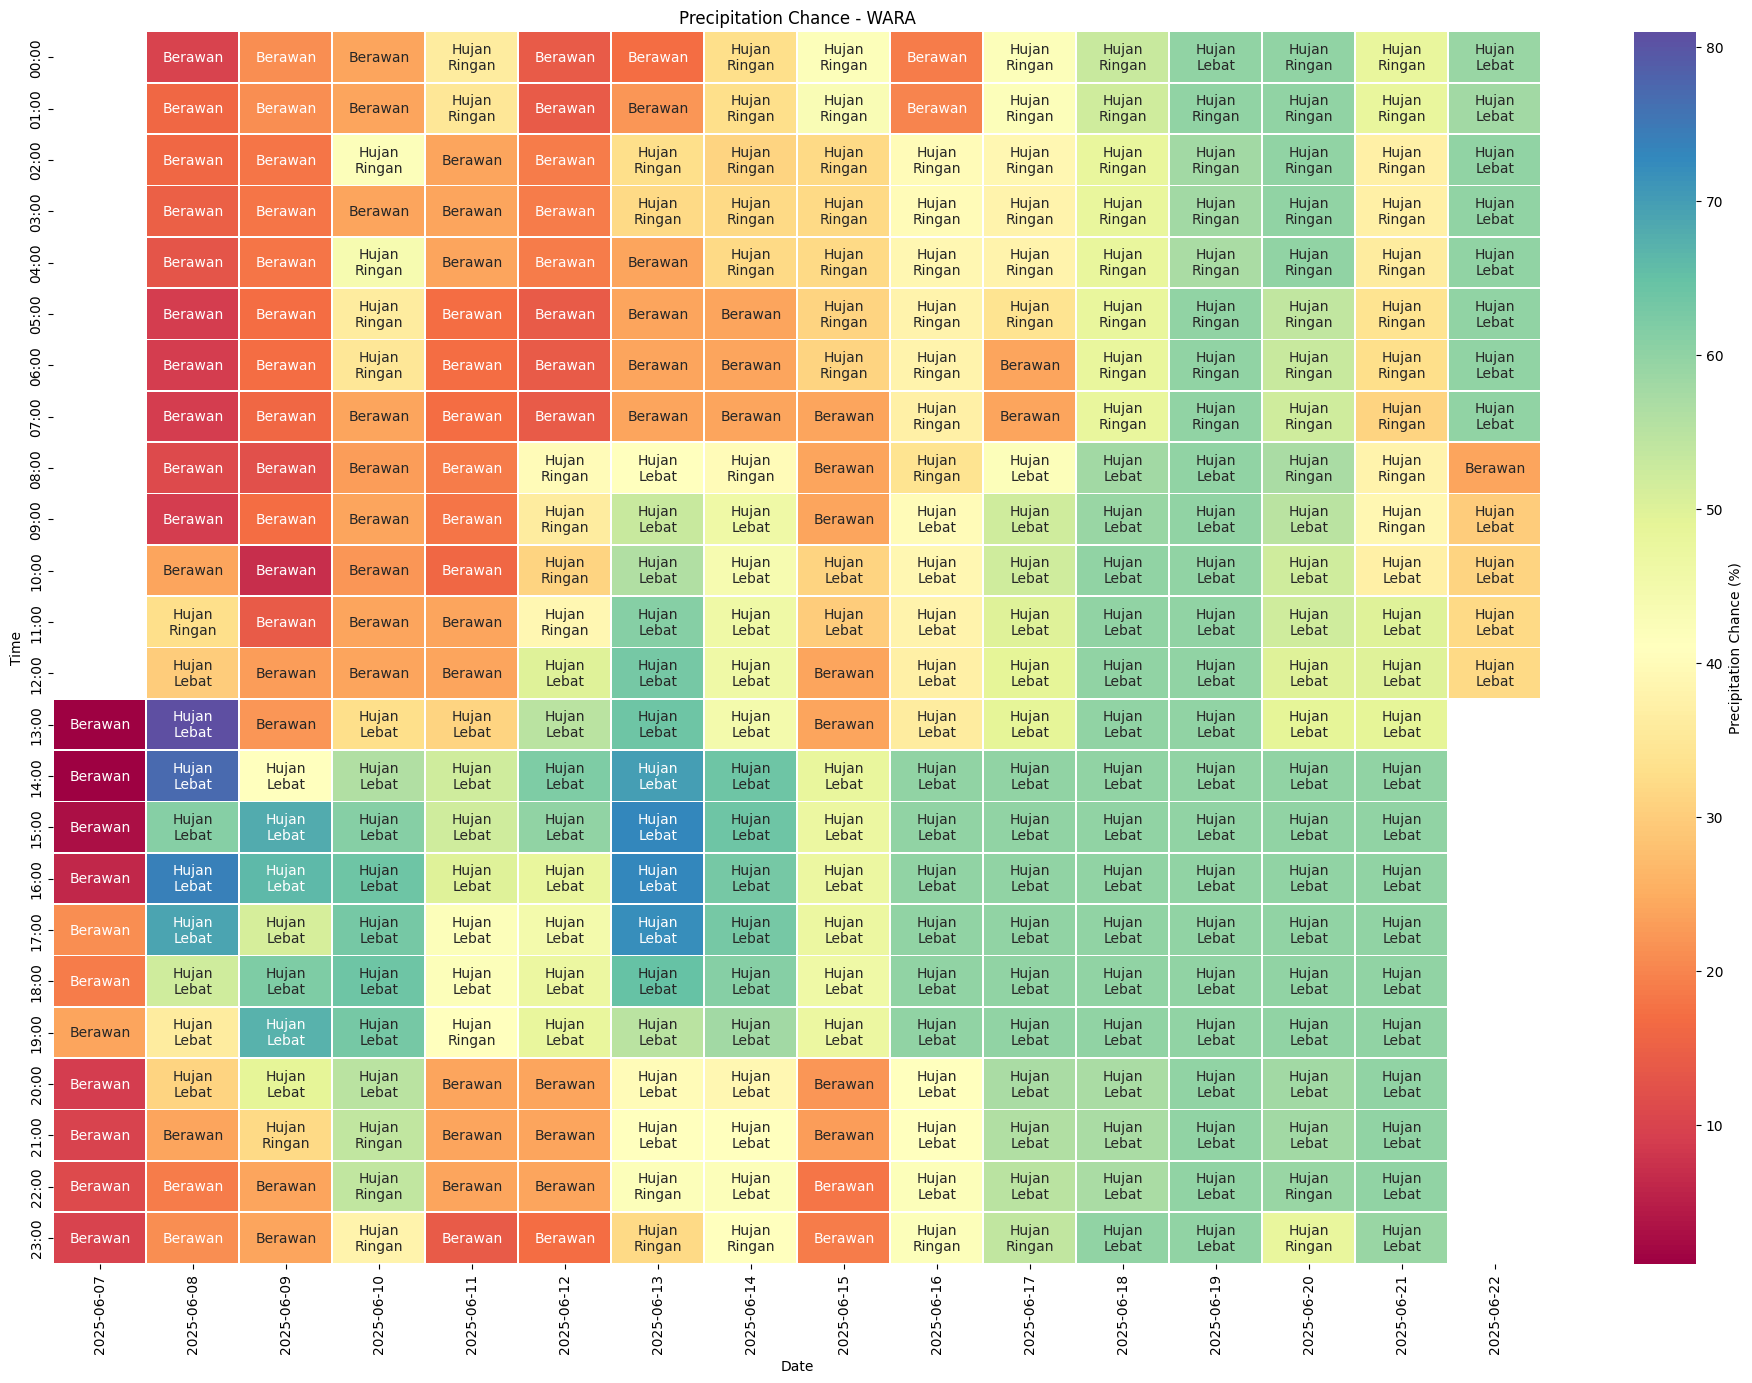 Precipitation Chance - WARA
00:00 Berawan Berawan Berawan Hujan Ringan Berawan Berawan Hujan Ringan Hujan Ringan Berawan Hujan Ringan Hujan Ringan Hujan Lebat Hujan Ringan Hujan Ringan Hujan Lebat
01:00 Berawan Berawan Berawan Hujan Ringan Berawan Berawan Hujan Ringan Hujan Ringan Berawan Hujan Ringan Hujan Ringan Hujan Ringan Hujan Ringan Hujan Ringan Hujan Lebat
02:00 Berawan Berawan Hujan Ringan Berawan Berawan Hujan Ringan Hujan Ringan Hujan Ringan Hujan Ringan Hujan Ringan Hujan Ringan Hujan Ringan Hujan Ringan Hujan Ringan Hujan Lebat
03:00 Berawan Berawan Berawan Berawan Berawan Hujan Ringan Hujan Ringan Hujan Ringan Hujan Ringan Hujan Ringan Hujan Ringan Hujan Ringan Hujan Ringan Hujan Ringan Hujan Lebat
04:00 Berawan Berawan Hujan Ringan Berawan Berawan Berawan Hujan Ringan Hujan Ringan Hujan Ringan Hujan Ringan Hujan Ringan Hujan Ringan Hujan Ringan Hujan Ringan Hujan Lebat
05:00 Berawan Berawan Hujan Ringan Berawan Berawan Berawan Berawan Hujan Ringan Hujan Ringan Hujan Ringan Hujan Ringan Hujan Ringan Hujan Ringan Hujan Ringan Hujan Lebat
06:00 Berawan Berawan Hujan Ringan Berawan Berawan Berawan Berawan Hujan Ringan Hujan Ringan Berawan Hujan Ringan Hujan Ringan Hujan Ringan Hujan Ringan Hujan Lebat
07:00 Berawan Berawan Berawan Berawan Berawan Berawan Berawan Berawan Hujan Ringan Berawan Hujan Ringan Hujan Ringan Hujan Ringan Hujan Ringan Hujan Lebat
08:00 Berawan Berawan Berawan Berawan Hujan Ringan Hujan Lebat Hujan Ringan Berawan Hujan Ringan Hujan Lebat Hujan Lebat Hujan Lebat Hujan Ringan Hujan Ringan Berawan
09:00 Berawan Berawan Berawan Berawan Hujan Ringan Hujan Lebat Hujan Lebat Berawan Hujan Lebat Hujan Lebat Hujan Lebat Hujan Lebat Hujan Lebat Hujan Ringan Hujan Lebat
10:00 Berawan Berawan Berawan Berawan Hujan Ringan Hujan Lebat Hujan Lebat Hujan Lebat Hujan Lebat Hujan Lebat Hujan Lebat Hujan Lebat Hujan Lebat Hujan Lebat Hujan Lebat
11:00 Hujan Ringan Berawan Berawan Berawan Hujan Ringan Hujan Lebat Hujan Lebat Hujan Lebat Hujan Lebat Hujan Lebat Hujan Lebat Hujan Lebat Hujan Lebat Hujan Lebat Hujan Lebat
12:00 Hujan Lebat Berawan Berawan Berawan Hujan Lebat Hujan Lebat Hujan Lebat Berawan Hujan Lebat Hujan Lebat Hujan Lebat Hujan Lebat Hujan Lebat Hujan Lebat Hujan Lebat
13:00 Berawan Hujan Lebat Berawan Hujan Lebat Hujan Lebat Hujan Lebat Hujan Lebat Hujan Lebat Berawan Hujan Lebat Hujan Lebat Hujan Lebat Hujan Lebat Hujan Lebat Hujan Lebat
14:00 Berawan Hujan Lebat Hujan Lebat Hujan Lebat Hujan Lebat Hujan Lebat Hujan Lebat Hujan Lebat Hujan Lebat Hujan Lebat Hujan Lebat Hujan Lebat Hujan Lebat Hujan Lebat Hujan Lebat
15:00 Berawan Hujan Lebat Hujan Lebat Hujan Lebat Hujan Lebat Hujan Lebat Hujan Lebat Hujan Lebat Hujan Lebat Hujan Lebat Hujan Lebat Hujan Lebat Hujan Lebat Hujan Lebat Hujan Lebat
16:00 Berawan Hujan Lebat Hujan Lebat Hujan Lebat Hujan Lebat Hujan Lebat Hujan Lebat Hujan Lebat Hujan Lebat Hujan Lebat Hujan Lebat Hujan Lebat Hujan Lebat Hujan Lebat Hujan Lebat
17:00 Berawan Hujan Lebat Hujan Lebat Hujan Lebat Hujan Lebat Hujan Lebat Hujan Lebat Hujan Lebat Hujan Lebat Hujan Lebat Hujan Lebat Hujan Lebat Hujan Lebat Hujan Lebat Hujan Lebat
18:00 Berawan Hujan Lebat Hujan Lebat Hujan Lebat Hujan Lebat Hujan Lebat Hujan Lebat Hujan Lebat Hujan Lebat Hujan Lebat Hujan Lebat Hujan Lebat Hujan Lebat Hujan Lebat Hujan Lebat
19:00 Berawan Hujan Lebat Hujan Lebat Hujan Lebat Hujan Ringan Hujan Lebat Hujan Lebat Hujan Lebat Hujan Lebat Hujan Lebat Hujan Lebat Hujan Lebat Hujan Lebat Hujan Lebat Hujan Lebat
20:00 Berawan Hujan Lebat Hujan Lebat Hujan Lebat Berawan Berawan Hujan Lebat Hujan Lebat Berawan Hujan Lebat Hujan Lebat Hujan Lebat Hujan Lebat Hujan Lebat Hujan Lebat
21:00 Berawan Berawan Hujan Ringan Hujan Ringan Berawan Berawan Hujan Lebat Hujan Lebat Berawan Hujan Lebat Hujan Lebat Hujan Lebat Hujan Lebat Hujan Lebat Hujan Lebat
22:00 Berawan Berawan Berawan Hujan Ringan Berawan Berawan Hujan Ringan Hujan Lebat Berawan Hujan Lebat Hujan Lebat Hujan Lebat Hujan Lebat Hujan Ringan Hujan Lebat
23:00 Berawan Berawan Berawan Hujan Ringan Berawan Berawan Hujan Ringan Hujan Ringan Berawan Hujan Ringan Hujan Ringan Hujan Lebat Hujan Lebat Hujan Ringan Hujan Lebat
Time
2025-06-07 2025-06-08 2025-06-09 2025-06-10 2025-06-11 2025-06-12 2025-06-13 2025-06-14 2025-06-15 2025-06-16 2025-06-17 2025-06-18 2025-06-19 2025-06-20 2025-06-21 2025-06-22
Date
80
70
60
50
40
30
20
10
Precipitation Chance (%)